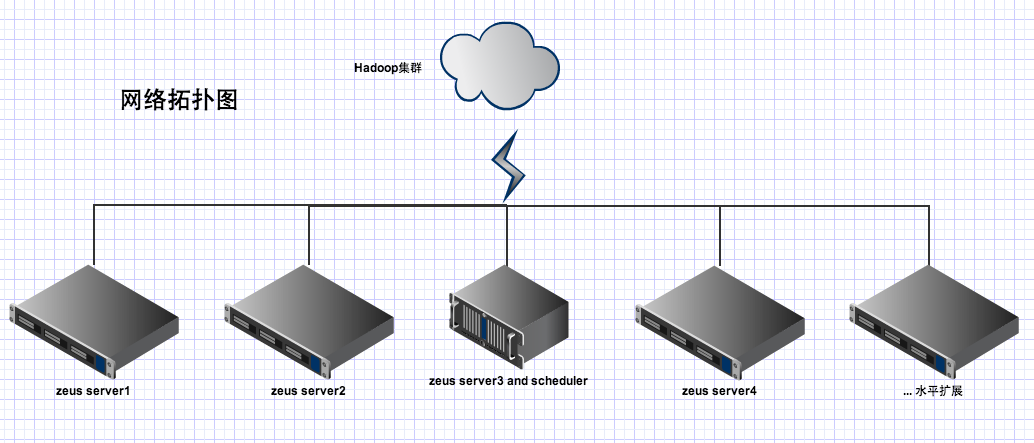 Hadoop集群
网络拓扑图
zeus server1
zeus server2
zeus server3 and scheduler
zeus server4
... 水平扩展